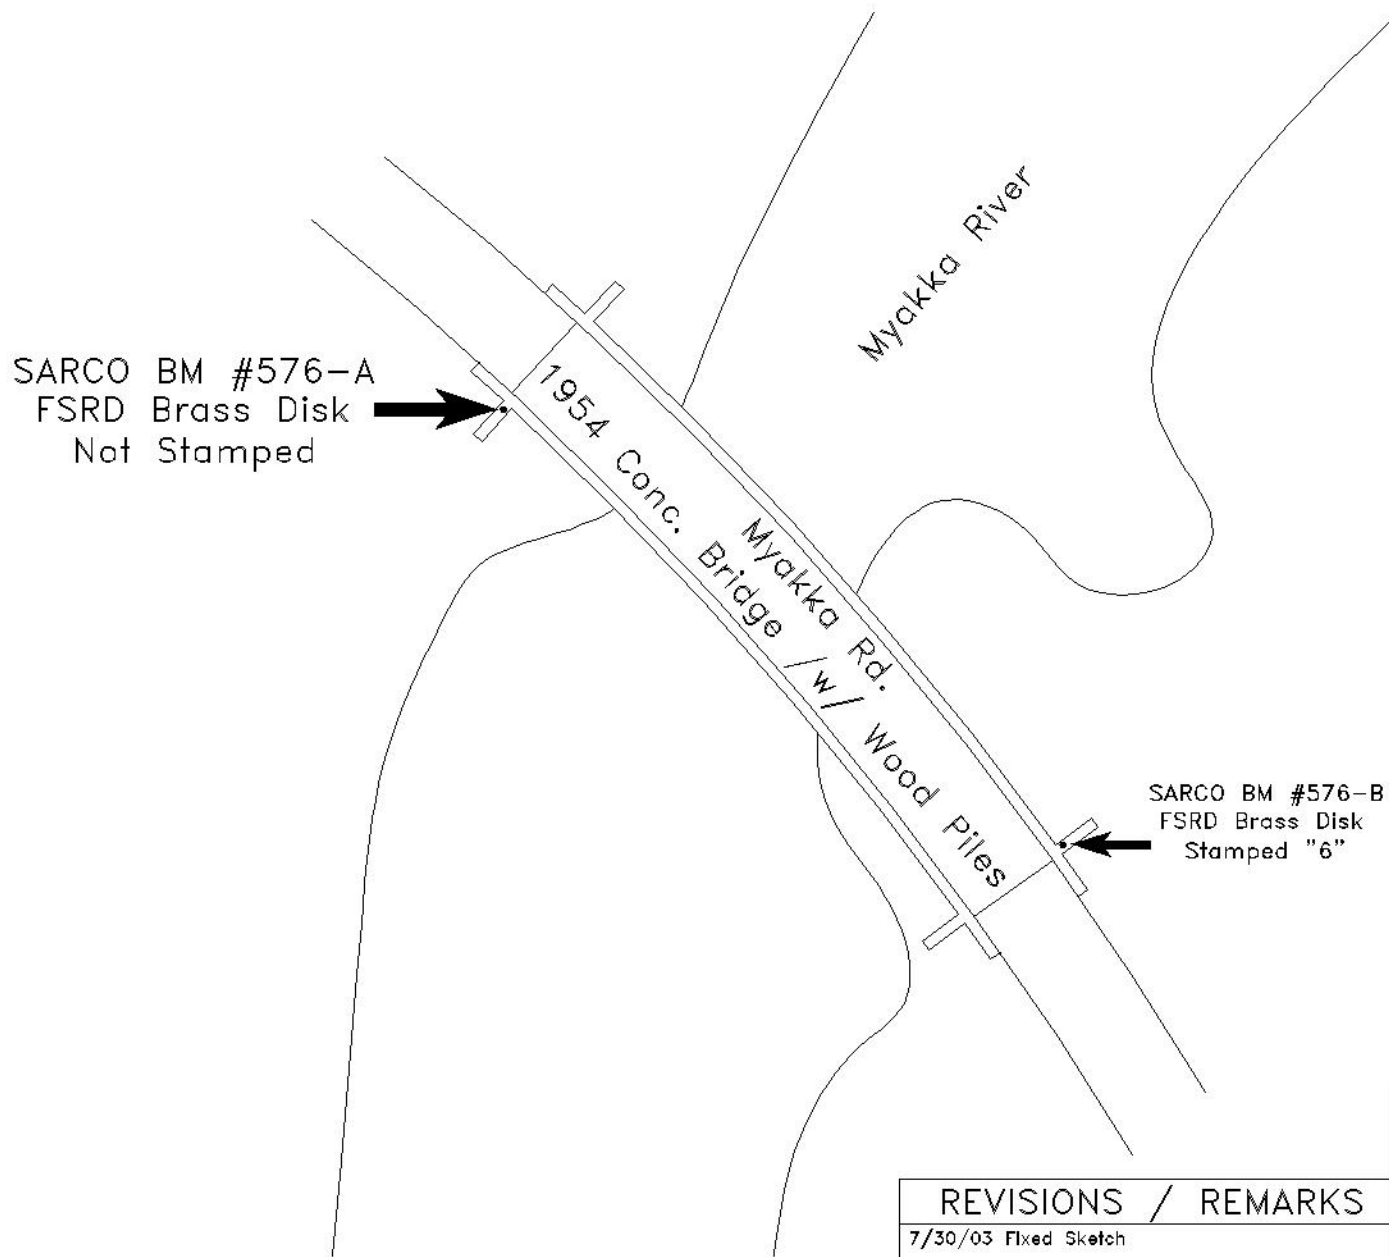 Myakka River
SARCO BM #576-A
FSRD Brass Disk
Not Stamped
1954 Conc. Bridge /w/ Wood Piles
Myakka Rd.
SARCO BM #576-B
FSRD Brass Disk
Stamped "6"
REVISIONS / REMARKS
7/30/03 Fixed Sketch